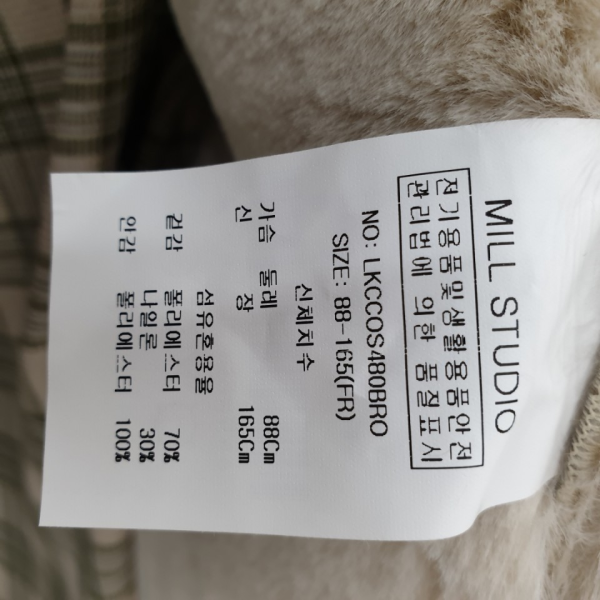 MILL STUDIO
전기용품및생활용품안전
관리법에 의한 품질표시
NO: LKCCOS480BRO
SIZE: 88-165(FR)
신체치수
가슴 둘레 88Cm
신 장 165Cm
섬유혼용율
겉감 폴리에스터 70%
나일론 30%
안감 폴리에스터 100%